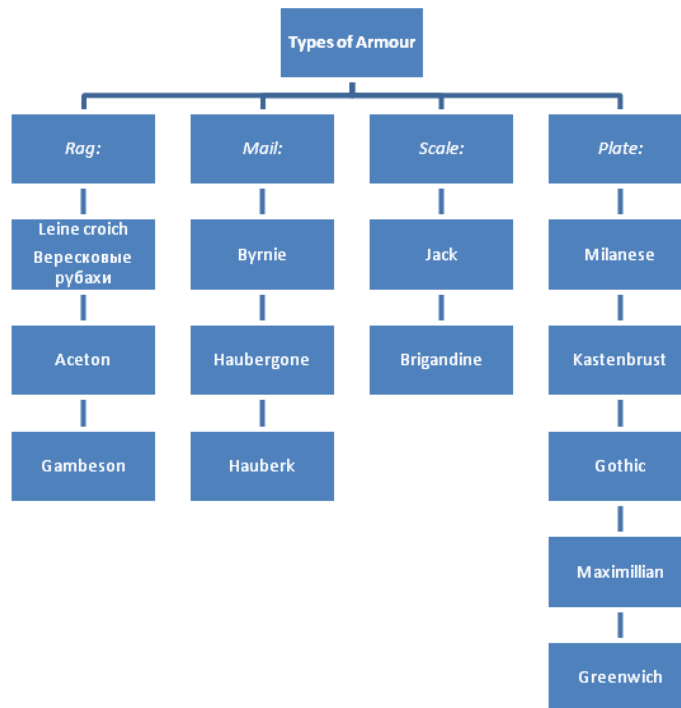 Types of Armour
Rag:
Mail:
Scale:
Plate:
Leine croich
Вересковые
рубахи
Byrnie
Jack
Milanese
Aceton
Haubergone
Brigandine
Kastenbrust
Gambeson
Hauberk
Gothic
Maximillian
Greenwich